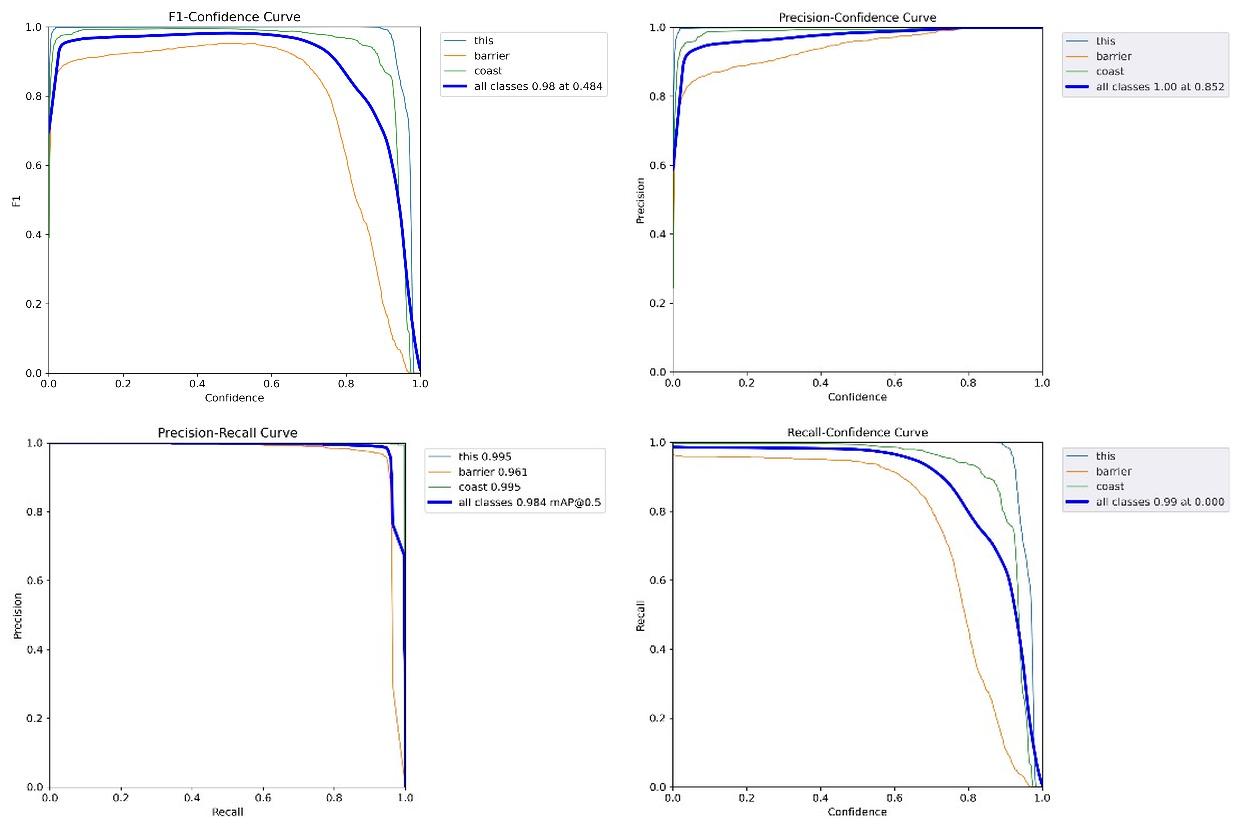 F1-Confidence Curve
1.0
0.8
0.6
0.4
0.2
0.0
F1
0.0 0.2 0.4 0.6 0.8 1.0
Confidence
this
barrier
coast
all classes 0.98 at 0.484
Precision-Confidence Curve
1.0
0.8
0.6
0.4
0.2
0.0
Precision
0.0 0.2 0.4 0.6 0.8 1.0
Confidence
this
barrier
coast
all classes 1.00 at 0.852
Precision-Recall Curve
1.0
0.8
0.6
0.4
0.2
0.0
Precision
0.0 0.2 0.4 0.6 0.8 1.0
Recall
this 0.995
barrier 0.961
coast 0.995
all classes 0.984 mAP@0.5
Recall-Confidence Curve
1.0
0.8
0.6
0.4
0.2
0.0
Recall
0.0 0.2 0.4 0.6 0.8 1.0
Confidence
this
barrier
coast
all classes 0.99 at 0.000